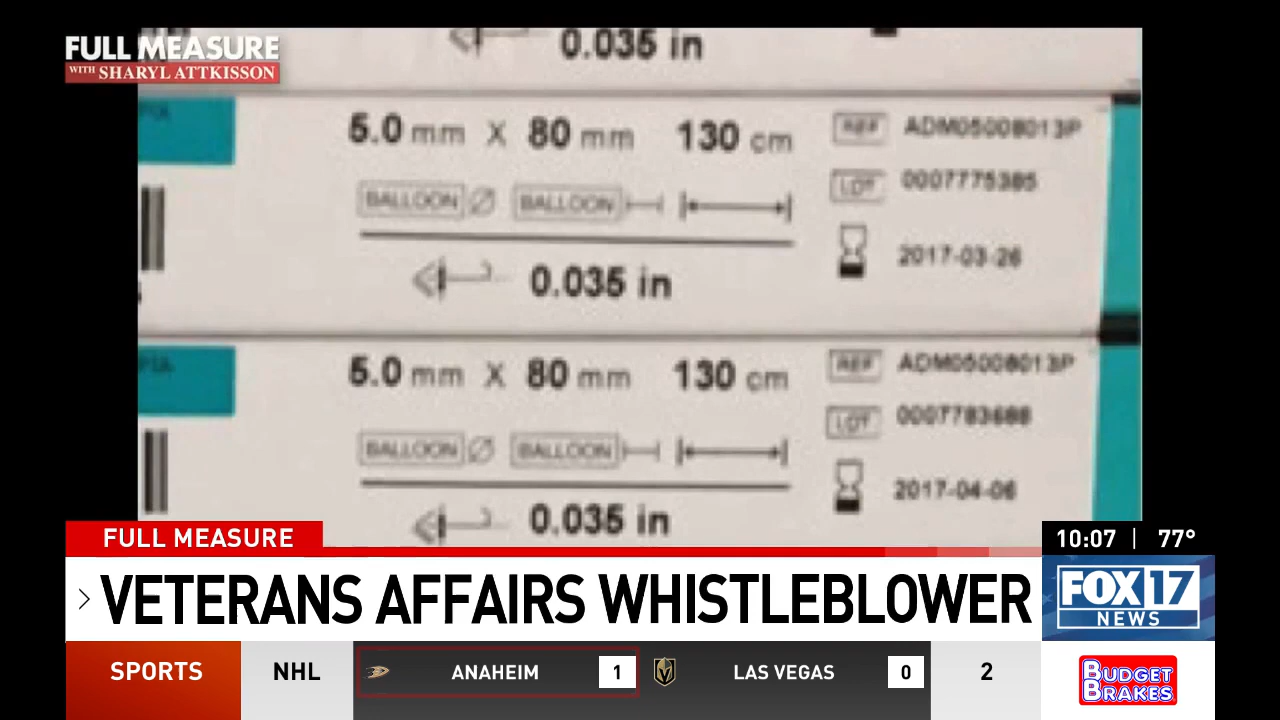 FULL MEASURE
WITH SHARYL ATTKISSON
0.035 in
5.0 mm X 80 mm 130 cm
REF ADM05008013P
BALLOON BALLOON
LOT 0007775385
2017-03-26
0.035 in
PTA
5.0 mm X 80 mm 130 cm
REF ADM05008013P
BALLOON BALLOON
LOT 0007783688
2017-04-06
0.035 in
FULL MEASURE
10:07 | 77°
VETERANS AFFAIRS WHISTLEBLOWER
FOX 17
NEWS
SPORTS NHL ANAHEIM 1 LAS VEGAS 0 2
BUDGET
BRAKES